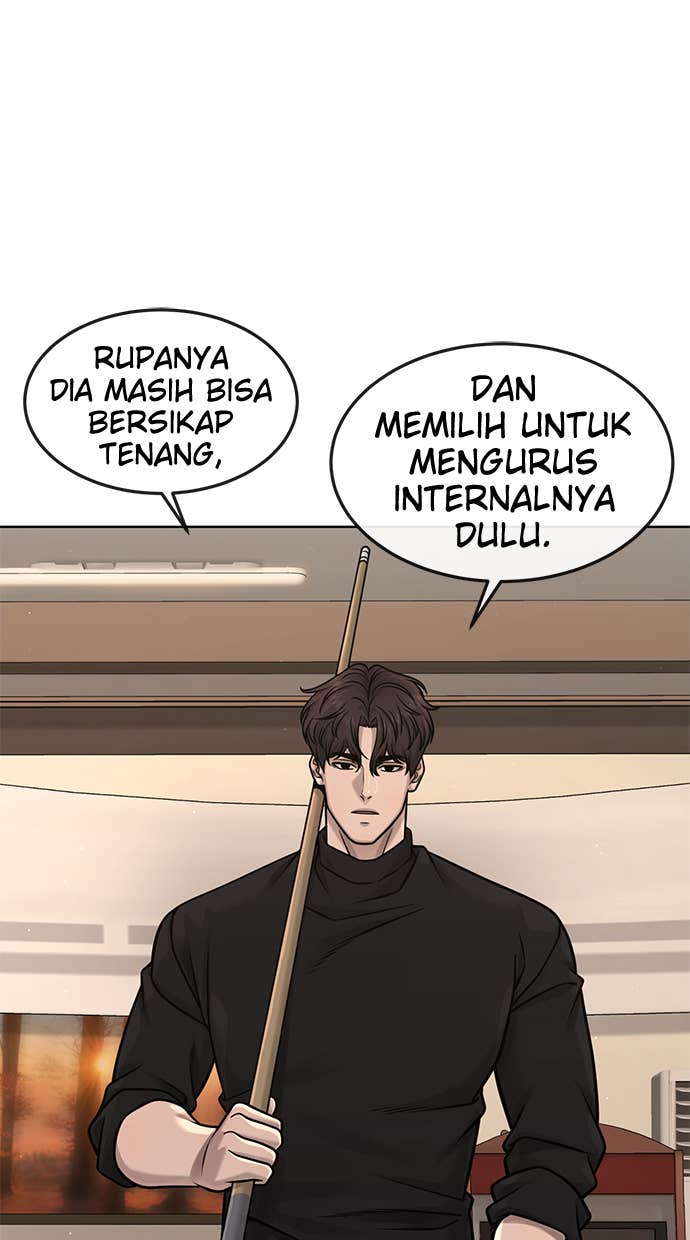 RUPANYA
DIA MASIH BISA
BERSIKAP
TENANG,
DAN
MEMILIH UNTUK
MENGURUS
INTERNALNYA
DULU.